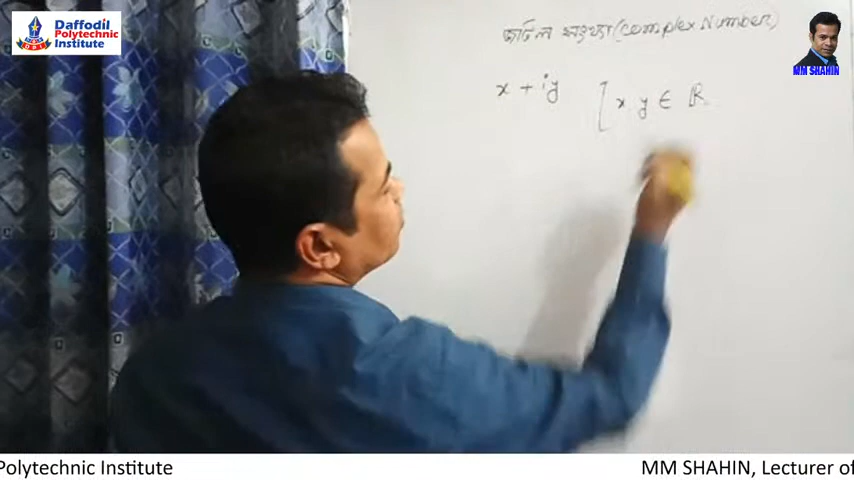 Daffodil
Polytechnic
Institute
জটিল সংখ্যা (Complex Number)
MM SHAHIN
x + iy [x y ∈ ℝ
Polytechnic Institute
MM SHAHIN, Lecturer of